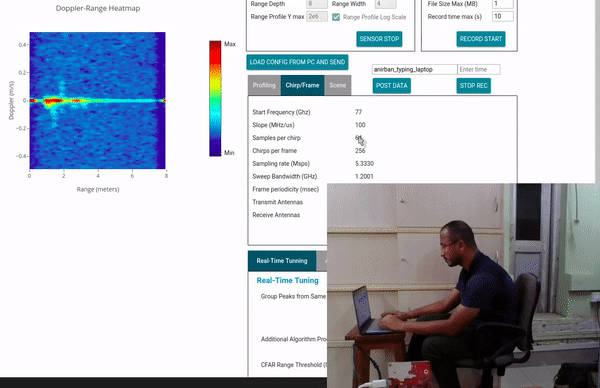 Doppler-Range Heatmap
Doppler (m/s)
0.4
0.2
0
−0.2
−0.4
0
2
4
6
8
Range (meters)
Max
Min
Range Depth
8
Range Width
4
Range Profile Y max
2e6
Range Profile Log Scale
SENSOR STOP
File Size Max (MB)
1
Record time max (s)
10
RECORD START
LOAD CONFIG FROM PC AND SEND
anirban_typing_laptop
Enter time
Profiling
Chirp/Frame
Scene
POST DATA
STOP REC
Start Frequency (Ghz)
77
Slope (MHz/us)
100
Samples per chirp
Chirps per frame
256
Sampling rate (Msps)
5.3330
Sweep Bandwidth (GHz)
1.2001
Frame periodicity (msec)
Transmit Antennas
Receive Antennas
Real-Time Tunning
Real-Time Tuning
Group Peaks from Same
Additional Algorithm Pro
CFAR Range Threshold (